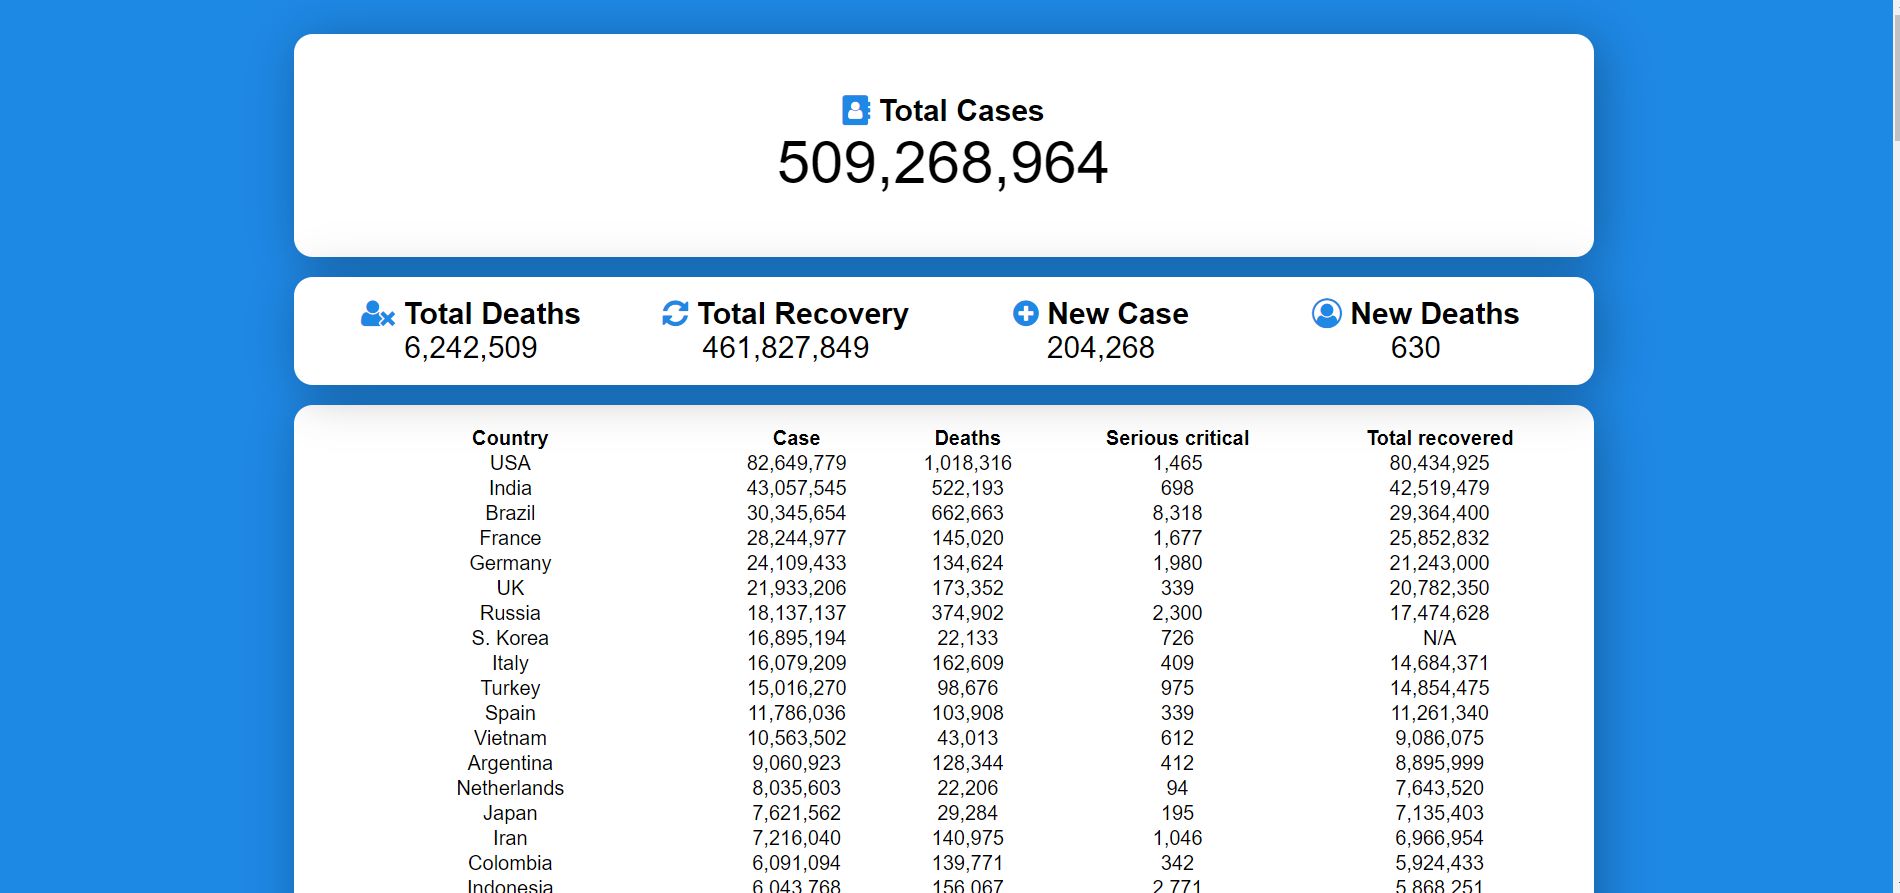 Total Cases
509,268,964
Total Deaths Total Recovery New Case New Deaths
6,242,509 461,827,849 204,268 630
Country Case Deaths Serious critical Total recovered
USA 82,649,779 1,018,316 1,465 80,434,925
India 43,057,545 522,193 698 42,519,479
Brazil 30,345,654 662,663 8,318 29,364,400
France 28,244,977 145,020 1,677 25,852,832
Germany 24,109,433 134,624 1,980 21,243,000
UK 21,933,206 173,352 339 20,782,350
Russia 18,137,137 374,902 2,300 17,474,628
S. Korea 16,895,194 22,133 726 N/A
Italy 16,079,209 162,609 409 14,684,371
Turkey 15,016,270 98,676 975 14,854,475
Spain 11,786,036 103,908 339 11,261,340
Vietnam 10,563,502 43,013 612 9,086,075
Argentina 9,060,923 128,344 412 8,895,999
Netherlands 8,035,603 22,206 94 7,643,520
Japan 7,621,562 29,284 195 7,135,403
Iran 7,216,040 140,975 1,046 6,966,954
Colombia 6,091,094 139,771 342 5,924,433
Indonesia 6,043,768 156,067 2,771 5,868,251